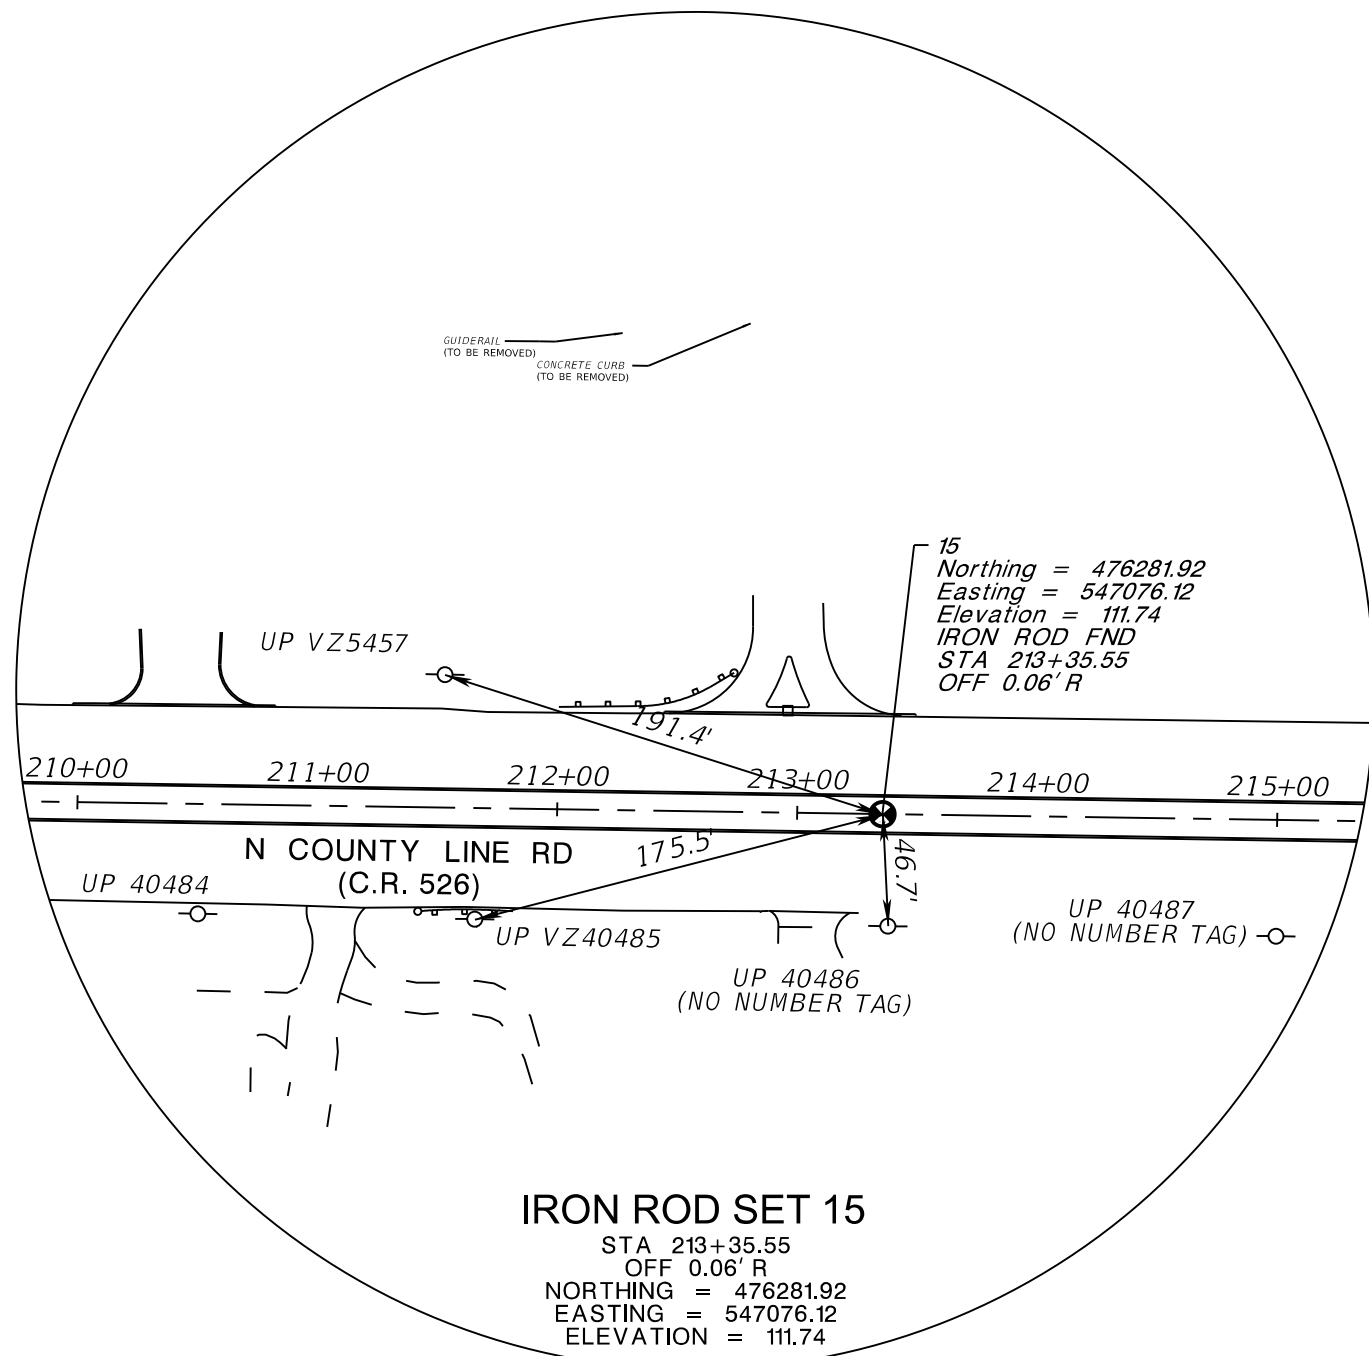 GUIDERAIL
(TO BE REMOVED)
CONCRETE CURB
(TO BE REMOVED)
15
Northing = 476281.92
Easting = 547076.12
Elevation = 111.74
IRON ROD FND
STA 213+35.55
OFF 0.06' R
UP VZ5457
191.4'
210+00
211+00
212+00
213+00
214+00
215+00
N COUNTY LINE RD
(C.R. 526)
175.5'
46.7'
UP 40484
UP VZ40485
UP 40486
(NO NUMBER TAG)
UP 40487
(NO NUMBER TAG)
IRON ROD SET 15
STA 213+35.55
OFF 0.06' R
NORTHING = 476281.92
EASTING = 547076.12
ELEVATION = 111.74